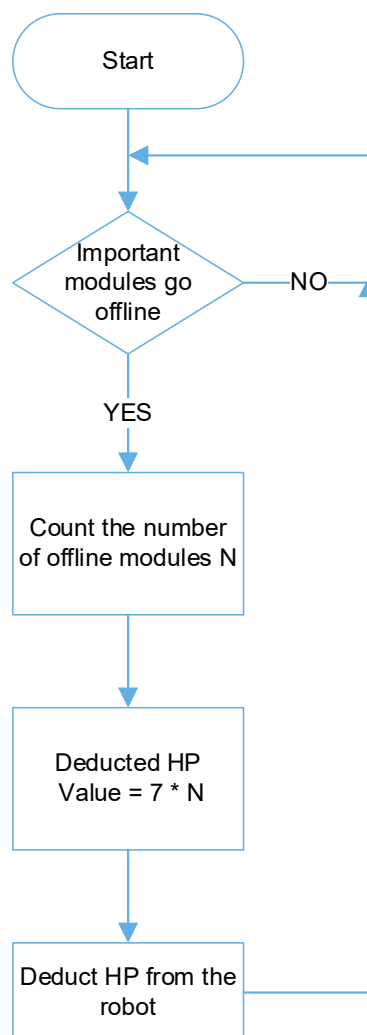 Start
Important
modules go
offline
NO
YES
Count the number
of offline modules N
Deducted HP
Value = 7 * N
Deduct HP from the
robot